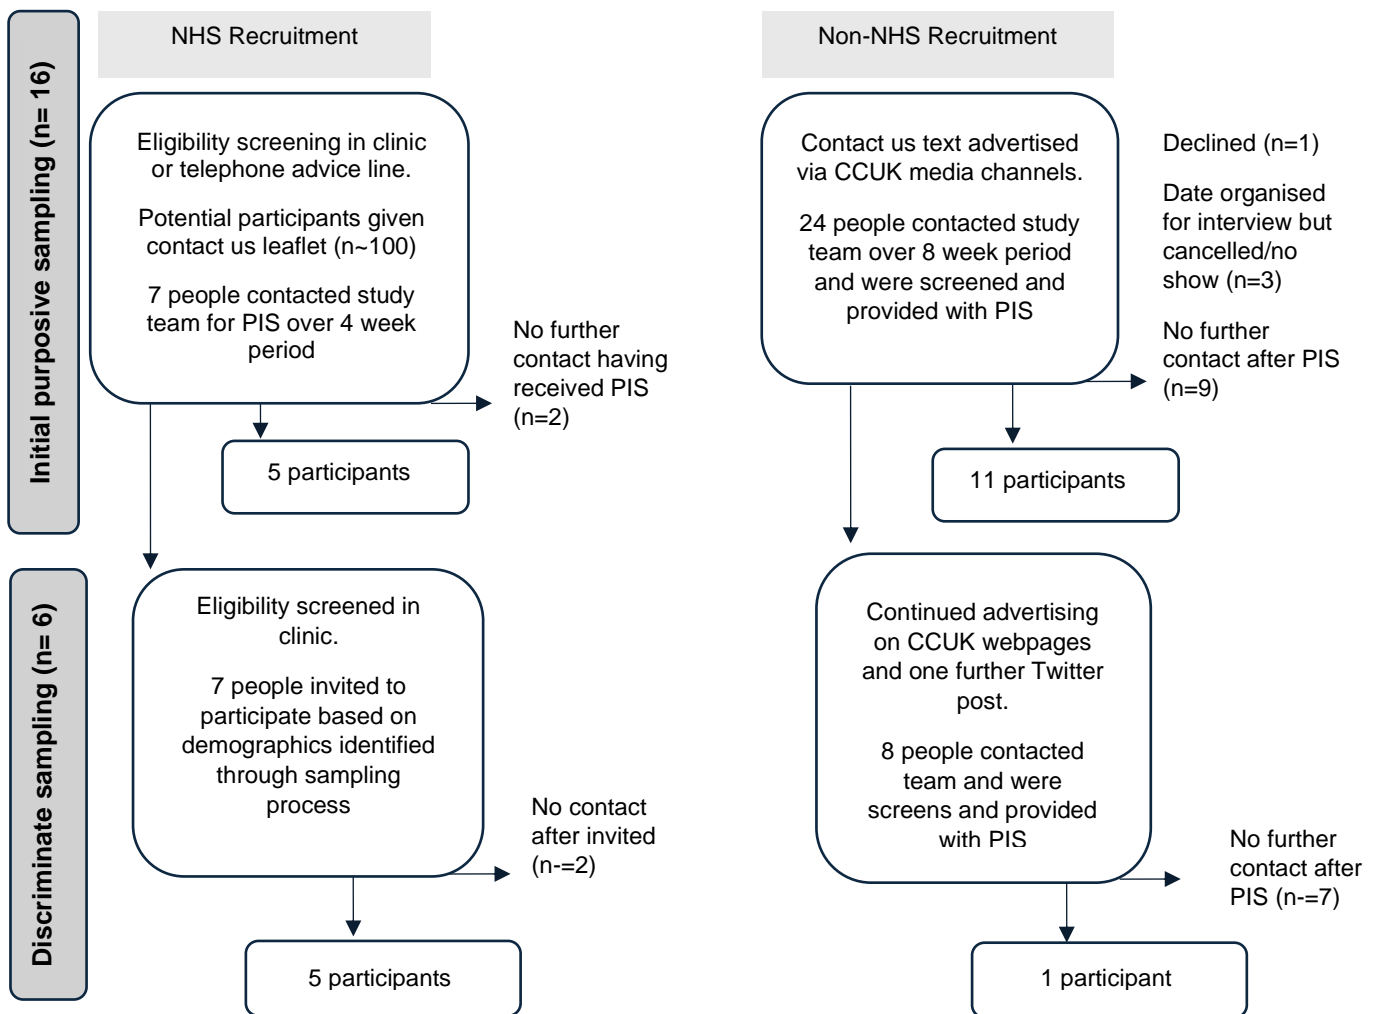 Initial purposive sampling (n= 16)
NHS Recruitment
Eligibility screening in clinic
or telephone advice line.
Potential participants given
contact us leaflet (n~100)
7 people contacted study
team for PIS over 4 week
period
No further
contact having
received PIS
(n=2)
5 participants
Non-NHS Recruitment
Contact us text advertised
via CCUK media channels.
24 people contacted study
team over 8 week period
and were screened and
provided with PIS
Declined (n=1)
Date organised
for interview but
cancelled/no
show (n=3)
No further
contact after PIS
(n=9)
11 participants
Discriminate sampling (n= 6)
Eligibility screened in
clinic.
7 people invited to
participate based on
demographics identified
through sampling
process
No contact
after invited
(n-=2)
5 participants
Continued advertising
on CCUK webpages
and one further Twitter
post.
8 people contacted
team and were
screens and provided
with PIS
No further
contact after
PIS (n-=7)
1 participant